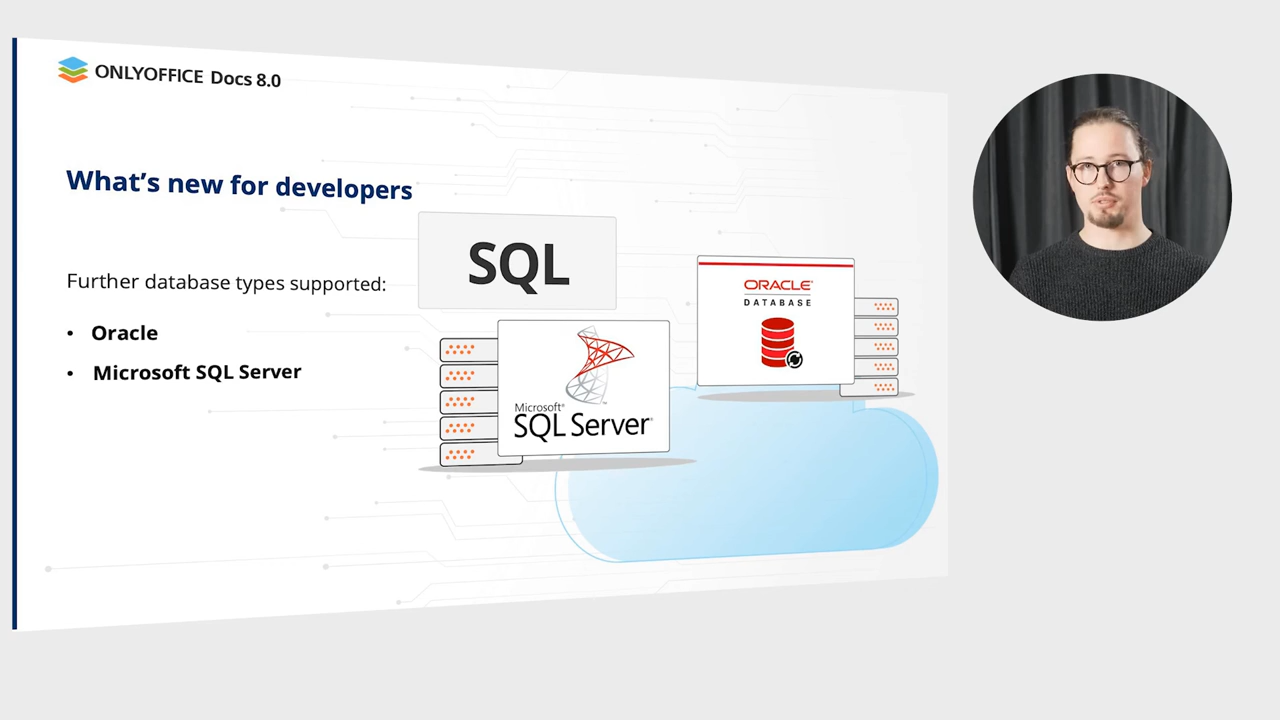 ONLYOFFICE Docs 8.0
What's new for developers
Further database types supported:
• Oracle
• Microsoft SQL Server
SQL
Microsoft®
SQL Server®
ORACLE®
DATABASE